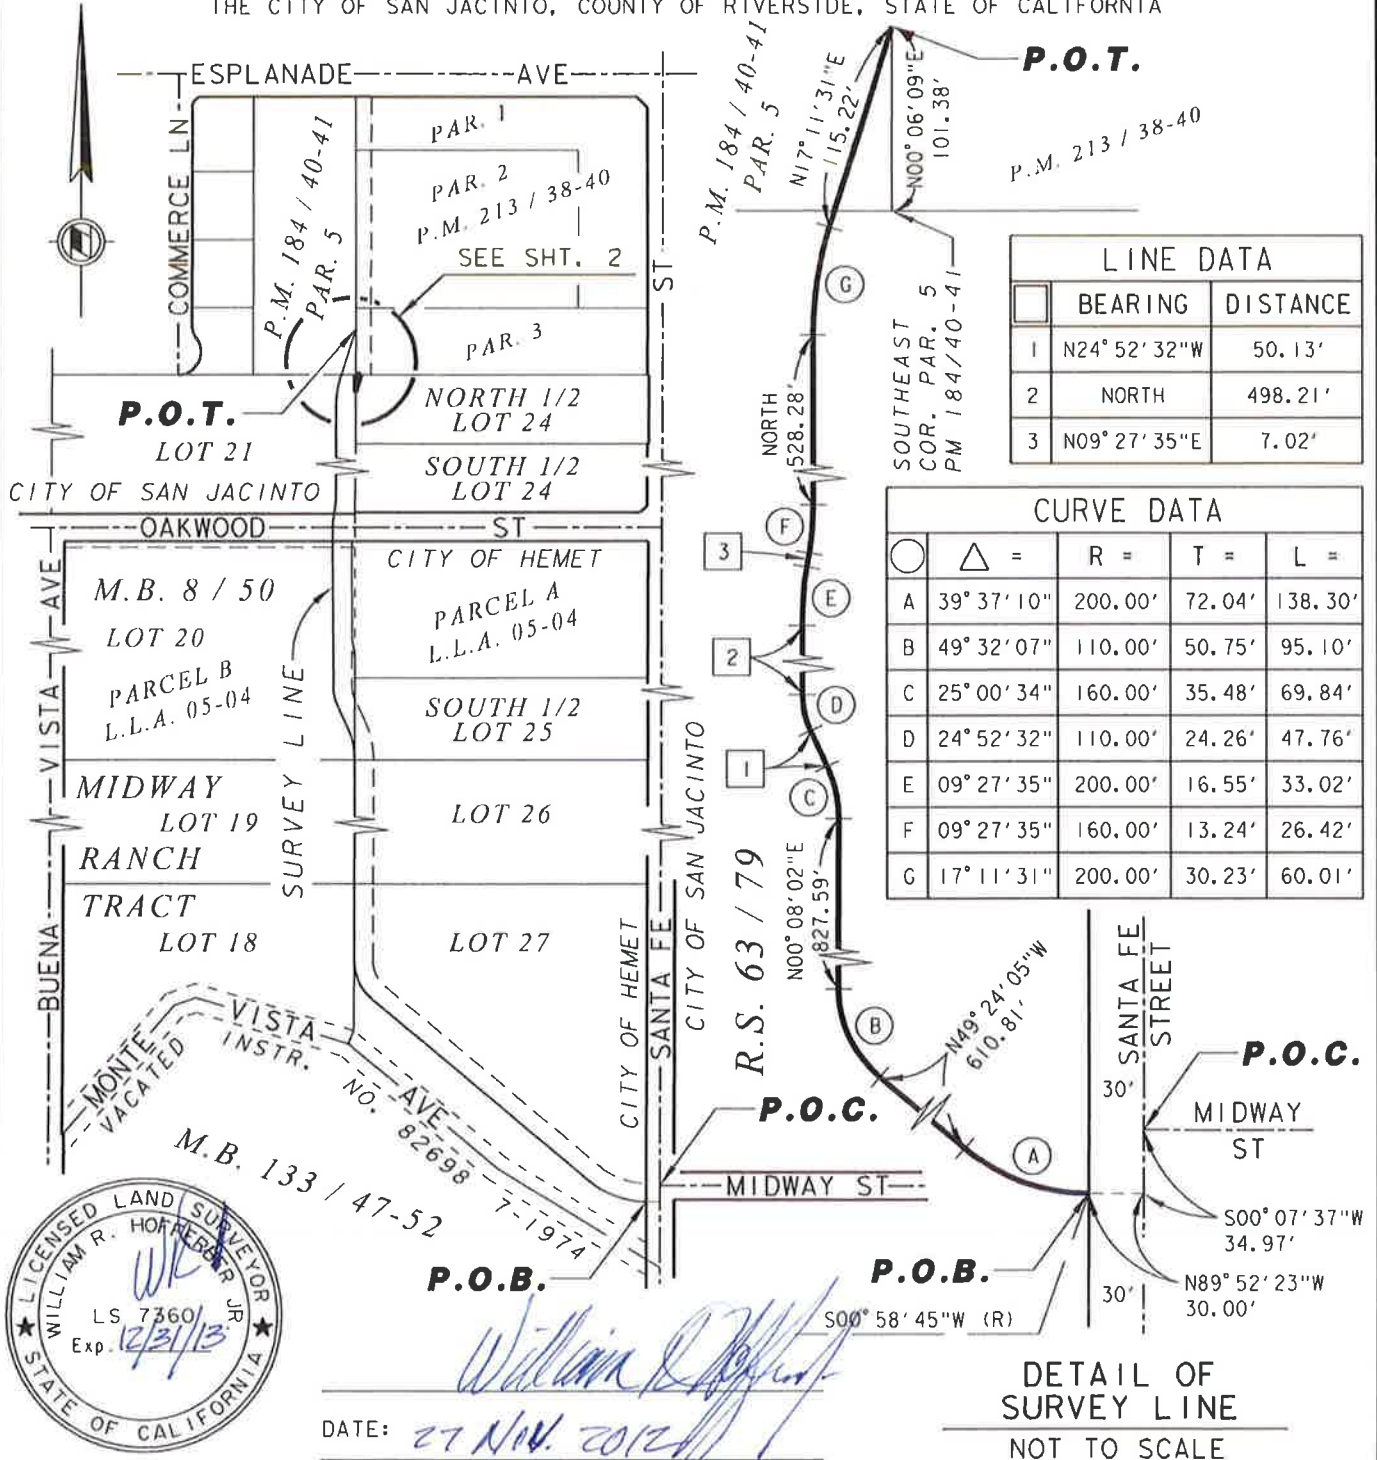 THE CITY OF SAN JACINTO, COUNTY OF RIVERSIDE, STATE OF CALIFORNIA
ESPLANADE AVE
COMMERCE LN
P.M. 184 / 40-41
PAR. 5
PAR. 1
PAR. 2
P.M. 213 / 38-40
SEE SHT. 2
PAR. 3
ST
P.O.T.
LOT 21
NORTH 1/2
LOT 24
SOUTH 1/2
LOT 24
CITY OF SAN JACINTO
OAKWOOD ST
CITY OF HEMET
M.B. 8 / 50
LOT 20
PARCEL B
L.L.A. 05-04
PARCEL A
L.L.A. 05-04
SOUTH 1/2
LOT 25
BUENA VISTA AVE
SURVEY LINE
MIDWAY
LOT 19
RANCH
TRACT
LOT 18
LOT 26
LOT 27
MONTE VISTA AVE
VACATED INSTR. NO. 82698 7-1974
M.B. 133 / 47-52
CITY OF HEMET
SANTA FE
CITY OF SAN JACINTO
R.S. 63 / 79
P.O.C.
MIDWAY ST
P.O.B.
P.M. 184 / 40-41
PAR. 5
N17°11'31"E
115.22'
N00°06'09"E
101.38'
P.O.T.
P.M. 213 / 38-40
SOUTHEAST
COR. PAR. 5
PM 184/40-41
G
NORTH
528.28'
F
3
E
2
D
1
C
N00°08'02"E
827.59'
B
N49°24'05"W
610.81'
A
LINE DATA
BEARING DISTANCE
1 N24°52'32"W 50.13'
2 NORTH 498.21'
3 N09°27'35"E 7.02'
CURVE DATA
△ = R = T = L =
A 39°37'10" 200.00' 72.04' 138.30'
B 49°32'07" 110.00' 50.75' 95.10'
C 25°00'34" 160.00' 35.48' 69.84'
D 24°52'32" 110.00' 24.26' 47.76'
E 09°27'35" 200.00' 16.55' 33.02'
F 09°27'35" 160.00' 13.24' 26.42'
G 17°11'31" 200.00' 30.23' 60.01'
SANTA FE
STREET
30'
P.O.C.
MIDWAY
ST
S00°07'37"W
34.97'
N89°52'23"W
30.00'
30'
P.O.B.
S00°58'45"W (R)
DETAIL OF
SURVEY LINE
NOT TO SCALE
LICENSED LAND SURVEYOR
WILLIAM R. HOFFERBER JR.
LS 7360
Exp. 12/31/13
STATE OF CALIFORNIA
DATE: 27 Nov. 2012